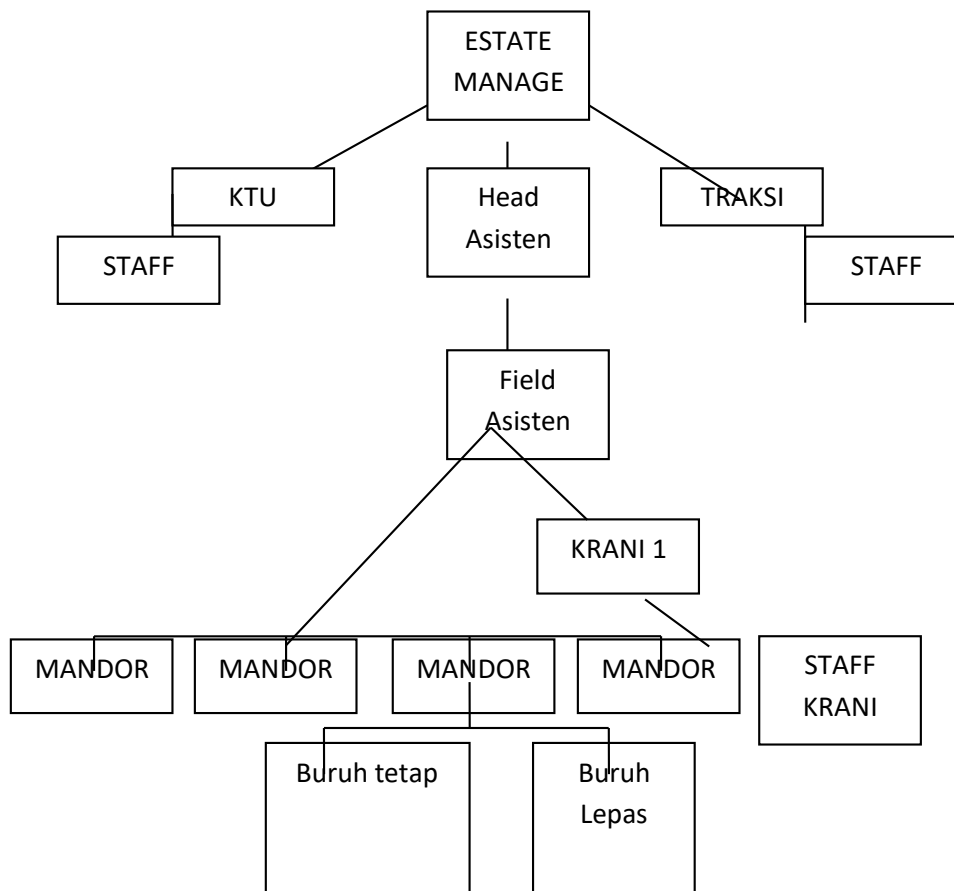 ESTATE
MANAGE
KTU
Head
Asisten
TRAKSI
STAFF
STAFF
Field
Asisten
KRANI 1
MANDOR
MANDOR
MANDOR
MANDOR
STAFF
KRANI
Buruh tetap
Buruh
Lepas